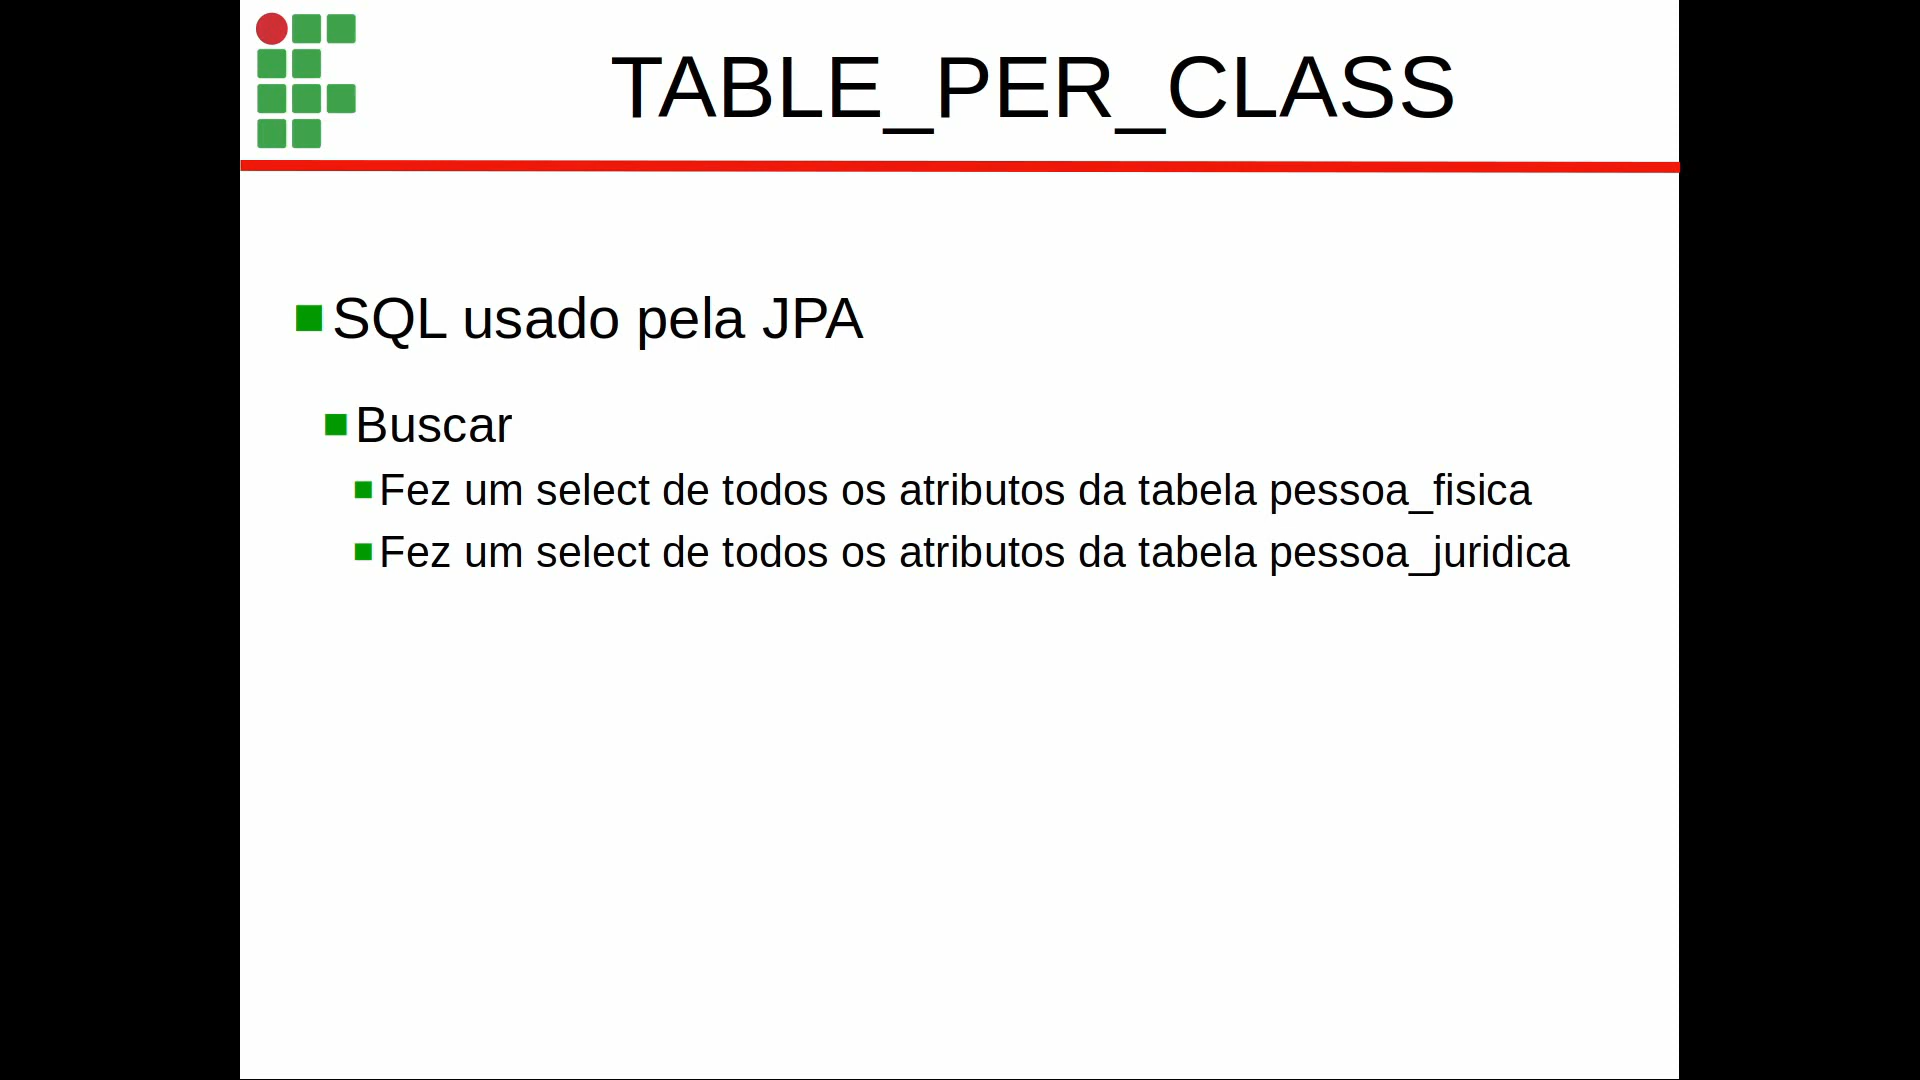 TABLE_PER_CLASS
SQL usado pela JPA
Buscar
Fez um select de todos os atributos da tabela pessoa_fisica
Fez um select de todos os atributos da tabela pessoa_juridica